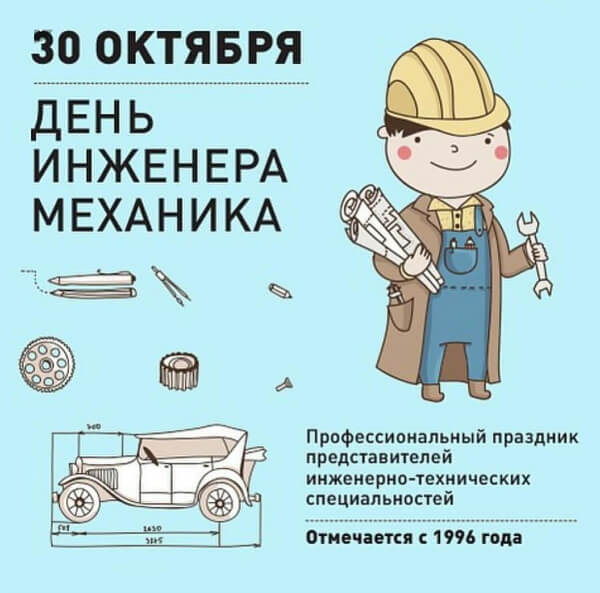 30 ОКТЯБРЯ
ДЕНЬ
ИНЖЕНЕРА
МЕХАНИКА
Профессиональный праздник
представителей
инженерно-технических
специальностей
Отмечается с 1996 года